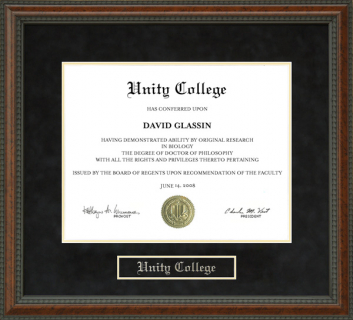 Unity College
HAS CONFERRED UPON
DAVID GLASSIN
HAVING DEMONSTRATED ABILITY BY ORIGINAL RESEARCH
IN BIOLOGY
THE DEGREE OF DOCTOR OF PHILOSOPHY
WITH ALL THE RIGHTS AND PRIVILEGES THERETO PERTAINING
ISSUED BY THE BOARD OF REGENTS UPON RECOMMENDATION OF THE FACULTY
JUNE 14, 2006
PROVOST
PRESIDENT
Unity College